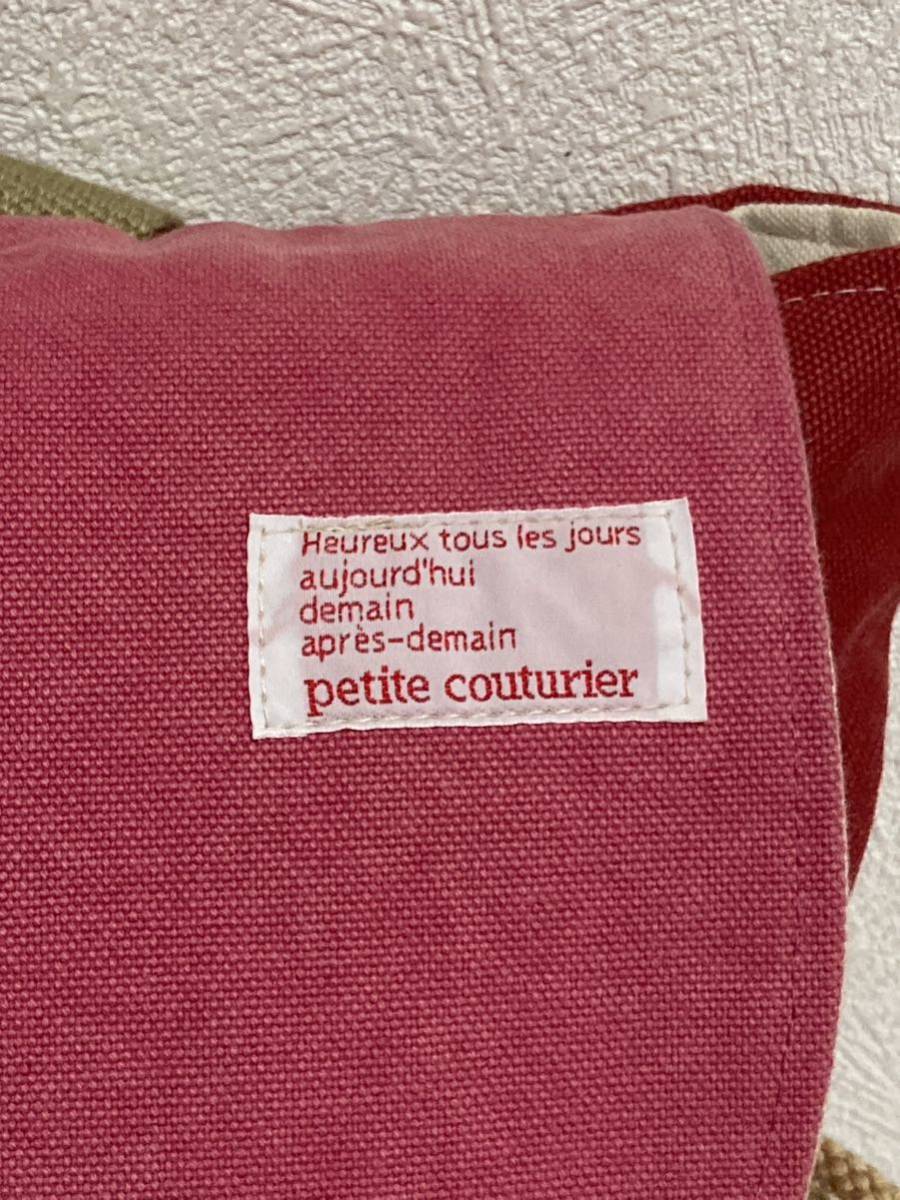 Heureux tous les jours
aujourd'hui
demain
après-demain
petite couturier